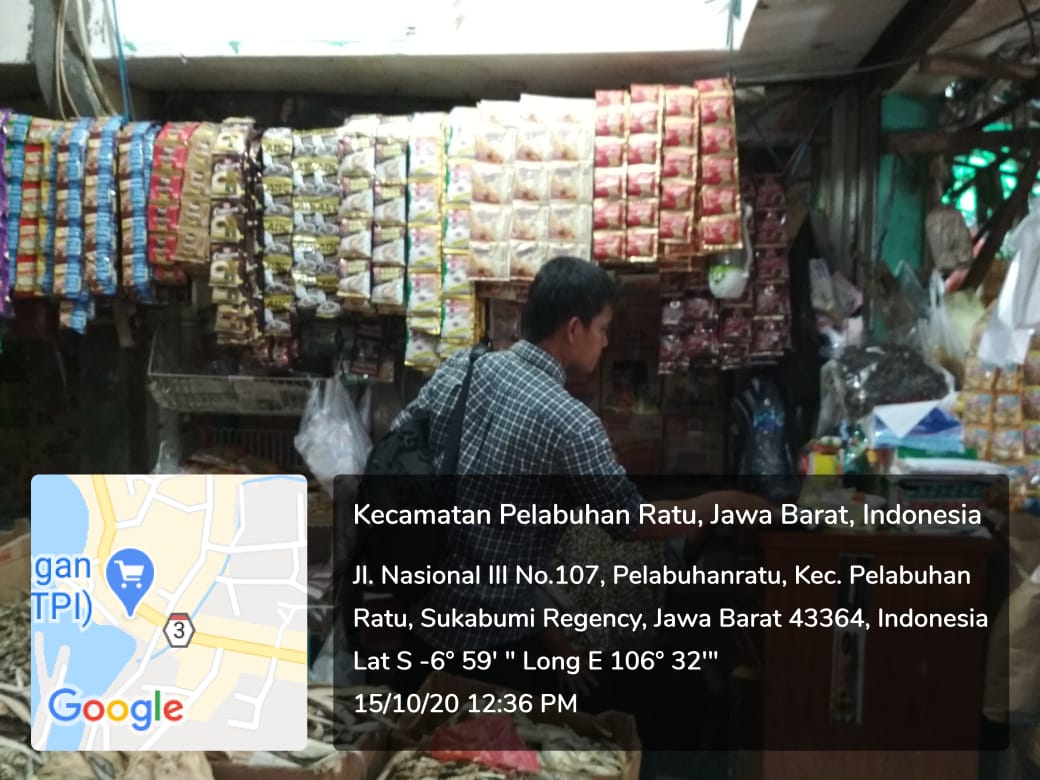 Kecamatan Pelabuhan Ratu, Jawa Barat, Indonesia
Jl. Nasional III No.107, Pelabuhanratu, Kec. Pelabuhan
Ratu, Sukabumi Regency, Jawa Barat 43364, Indonesia
Lat S -6° 59' " Long E 106° 32'"
15/10/20 12:36 PM
gan
TPI)
3
Google